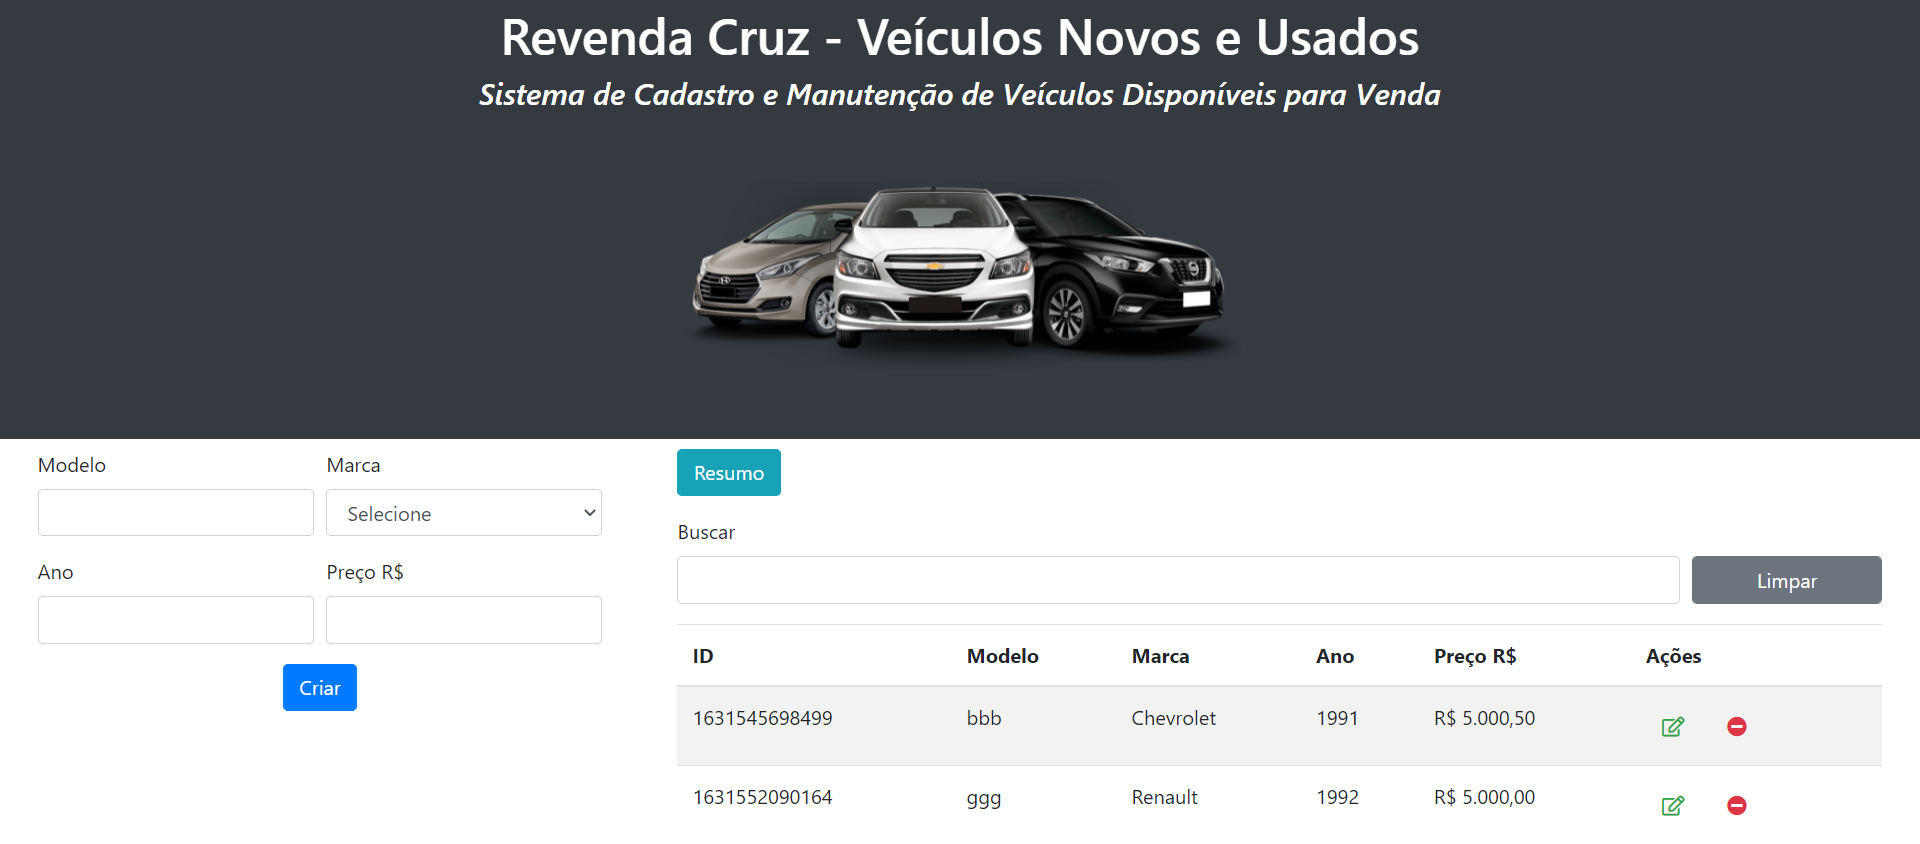 Revenda Cruz - Veículos Novos e Usados
Sistema de Cadastro e Manutenção de Veículos Disponíveis para Venda
Modelo Marca
Selecione
Ano Preço R$
Criar
Resumo
Buscar
Limpar
ID Modelo Marca Ano Preço R$ Ações
1631545698499 bbb Chevrolet 1991 R$ 5.000,50
1631552090164 ggg Renault 1992 R$ 5.000,00